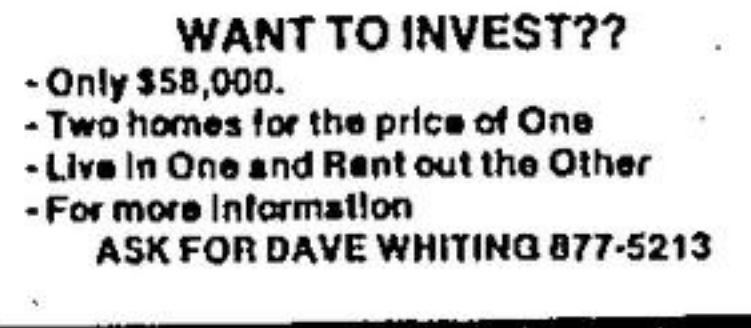 WANT TO INVEST??
- Only $58,000.
- Two homes for the price of One
- Live in One and Rent out the Other
- For more Information
ASK FOR DAVE WHITING 877-5213